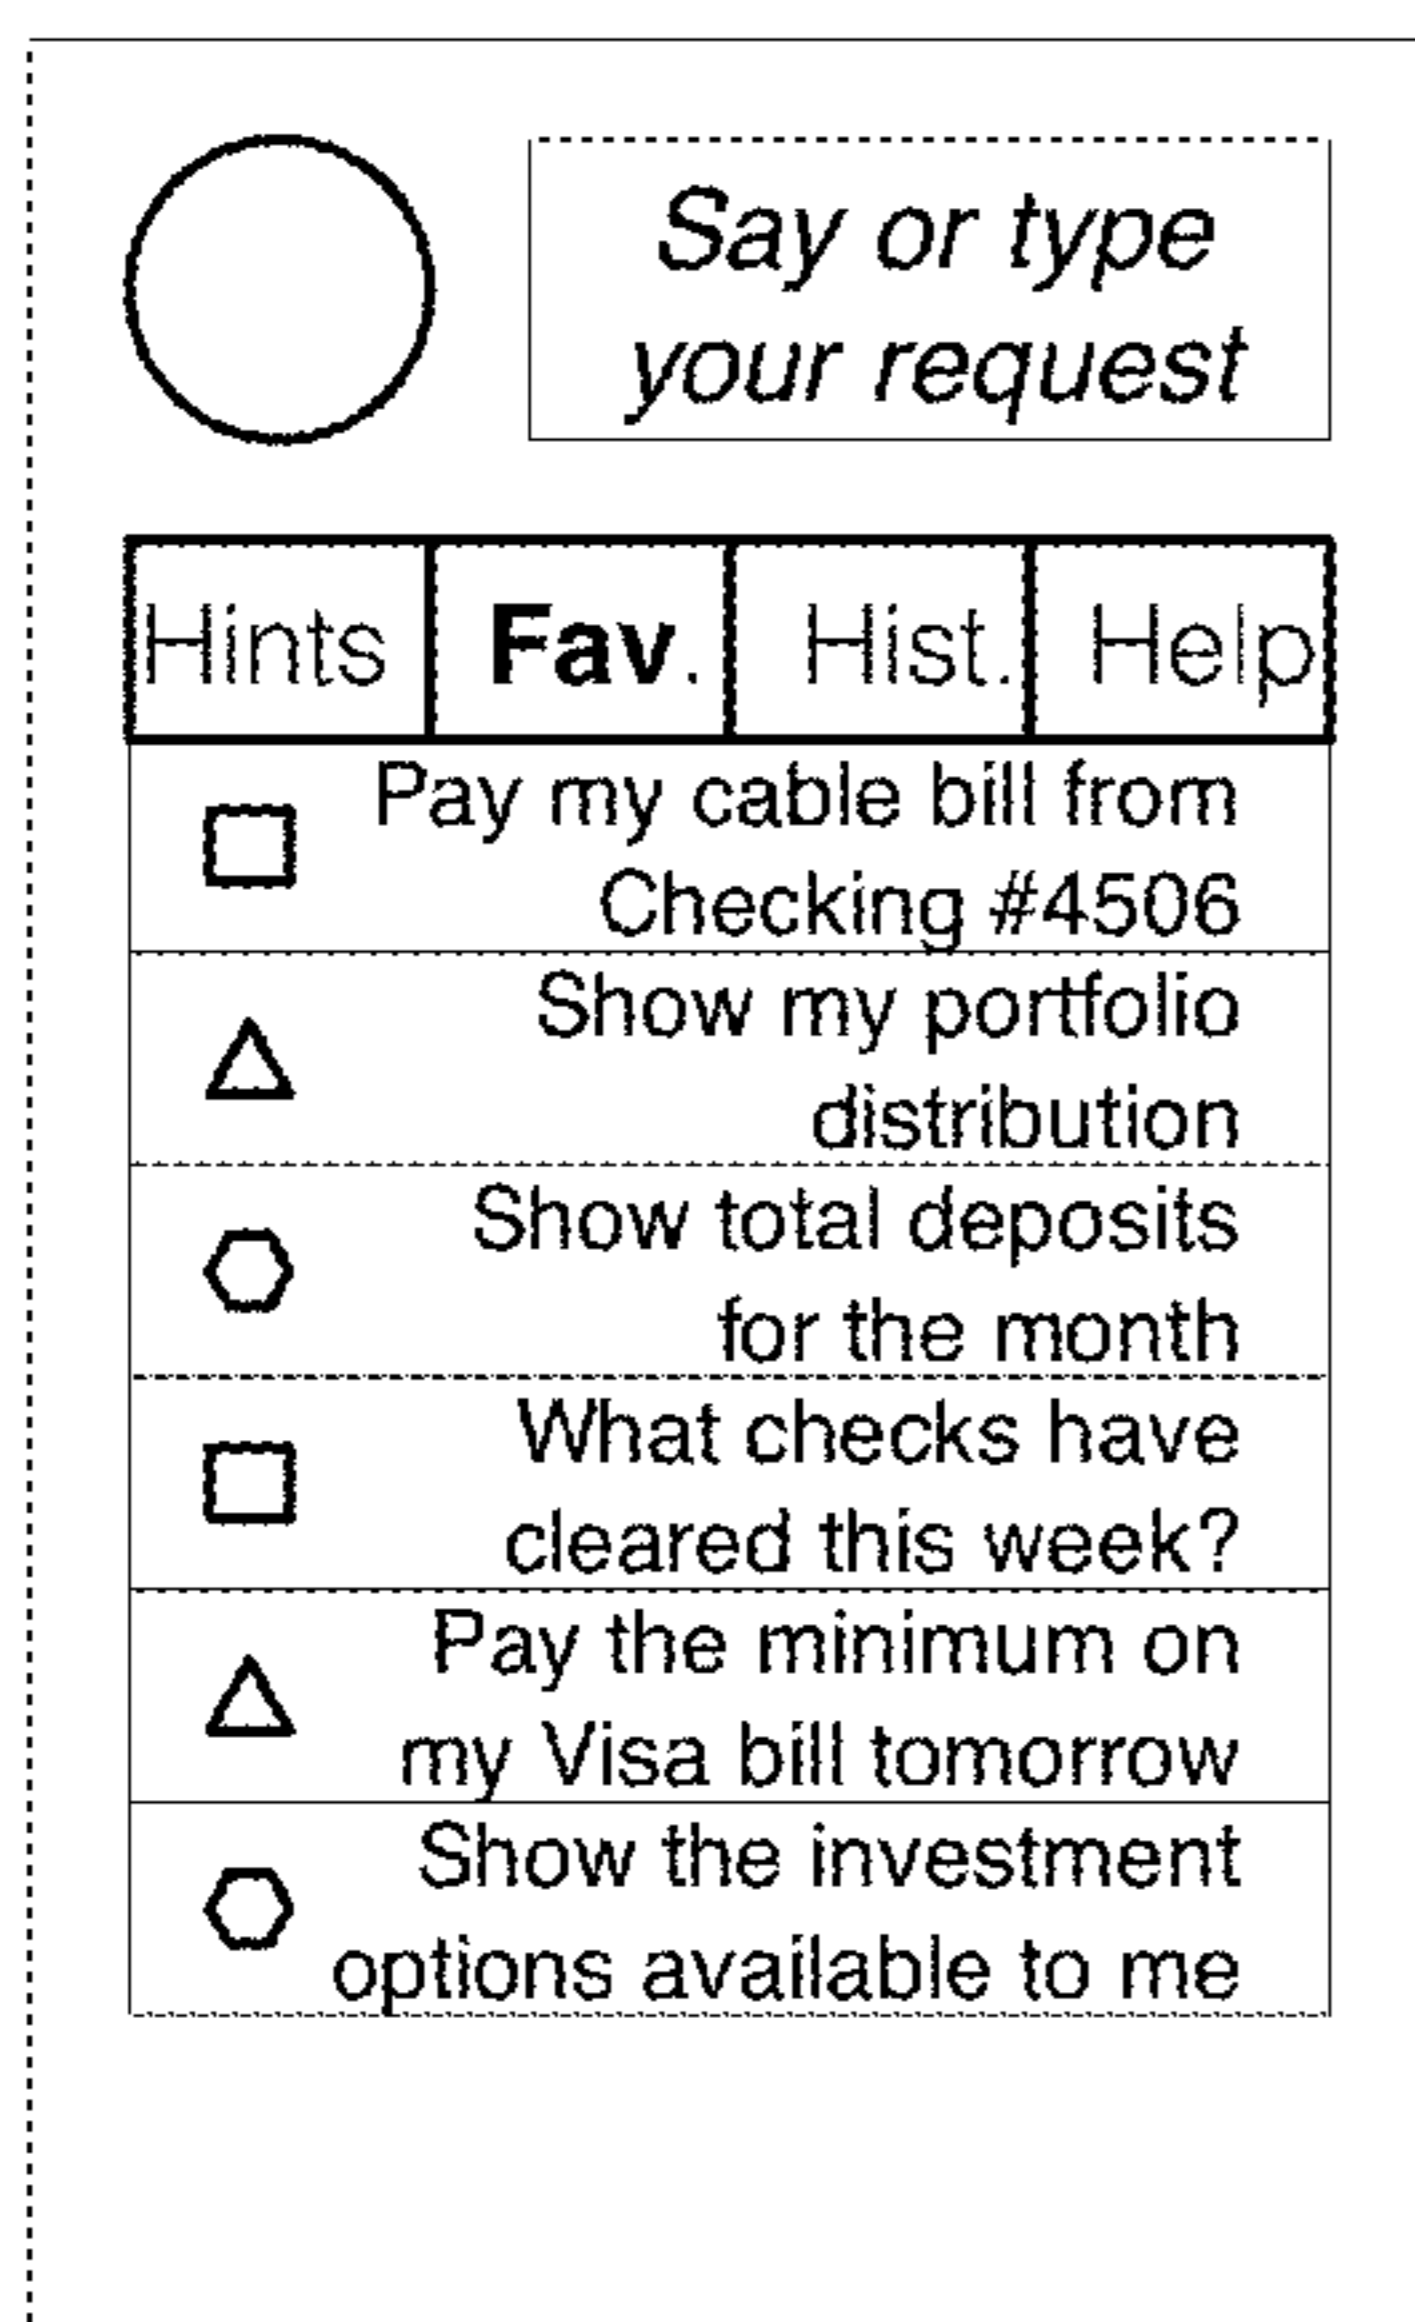 Say or type
your request
Hints Fav. Hist. Help
Pay my cable bill from
Checking #4506
Show my portfolio
distribution
Show total deposits
for the month
What checks have
cleared this week?
Pay the minimum on
my Visa bill tomorrow
Show the investment
options available to me